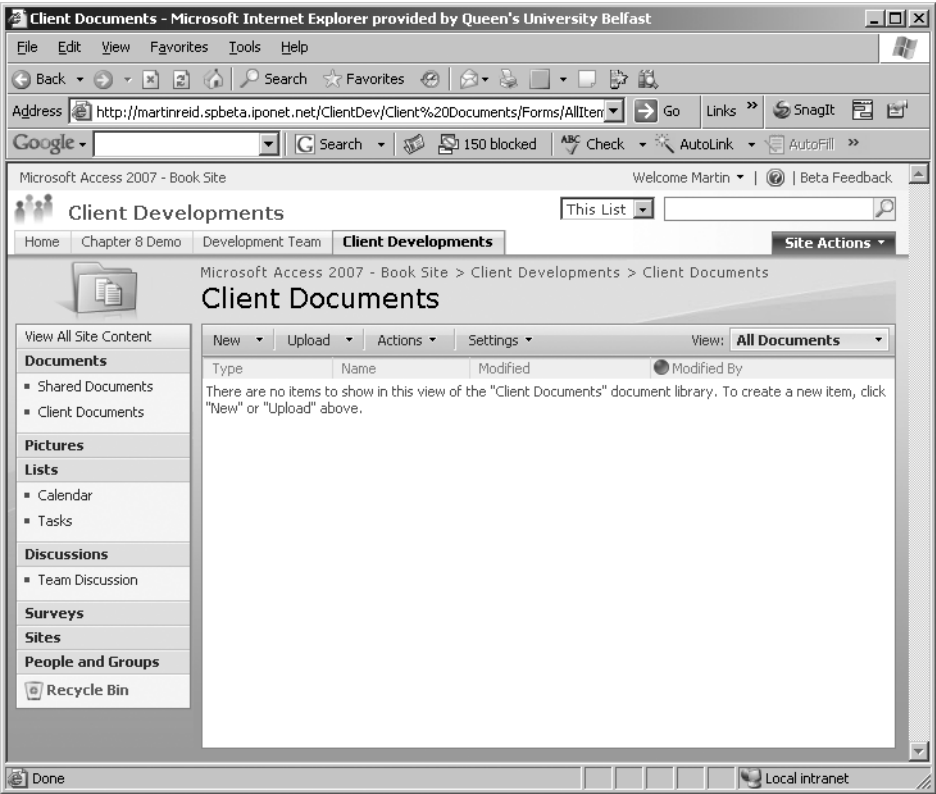 Client Documents - Microsoft Internet Explorer provided by Queen's University Belfast
File Edit View Favorites Tools Help
Back Search Favorites
Address http://martinreid.spbeta.iponet.net/ClientDev/Client%20Documents/Forms/AllIten Go Links » SnagIt
Google Search 150 blocked ABC Check AutoLink AutoFill »
Microsoft Access 2007 - Book Site Welcome Martin | | Beta Feedback
Client Developments This List
Home Chapter 8 Demo Development Team Client Developments Site Actions
Microsoft Access 2007 - Book Site > Client Developments > Client Documents
Client Documents
View All Site Content New Upload Actions Settings View: All Documents
Documents Type Name Modified Modified By
Shared Documents There are no items to show in this view of the "Client Documents" document library. To create a new item, click
Client Documents "New" or "Upload" above.
Pictures
Lists
Calendar
Tasks
Discussions
Team Discussion
Surveys
Sites
People and Groups
Recycle Bin
Done Local intranet